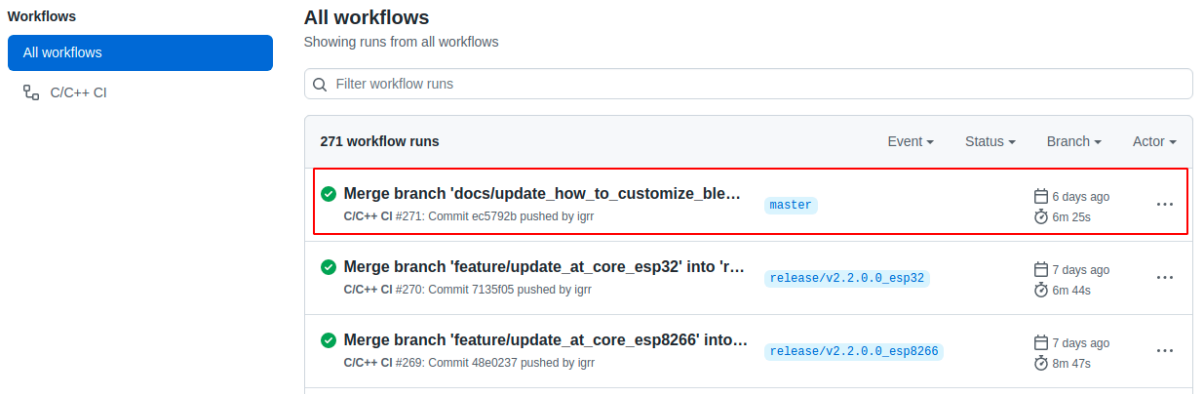 Workflows
All workflows
C/C++ CI
All workflows
Showing runs from all workflows
Filter workflow runs
271 workflow runs Event Status Branch Actor
Merge branch 'docs/update_how_to_customize_ble…
C/C++ CI #271: Commit ec5792b pushed by igrr
master
6 days ago
6m 25s
Merge branch 'feature/update_at_core_esp32' into 'r…
C/C++ CI #270: Commit 7135f05 pushed by igrr
release/v2.2.0.0_esp32
7 days ago
6m 44s
Merge branch 'feature/update_at_core_esp8266' into…
C/C++ CI #269: Commit 48e0237 pushed by igrr
release/v2.2.0.0_esp8266
7 days ago
8m 47s